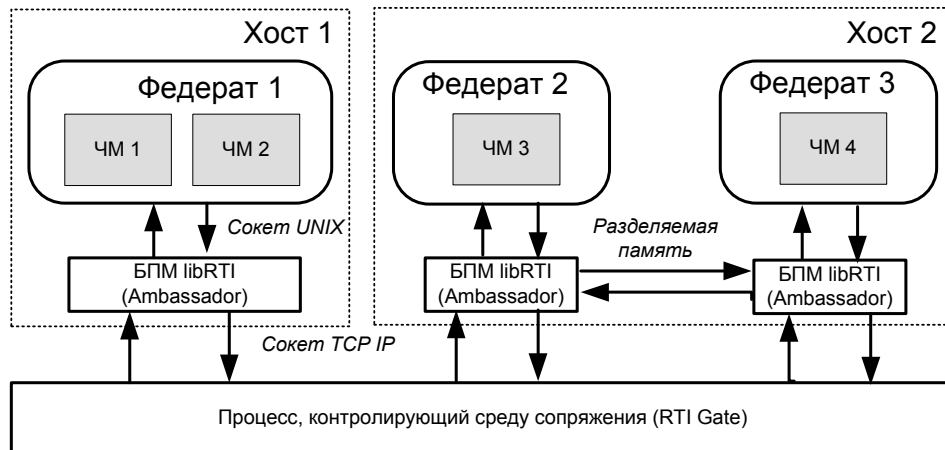 Хост 1
Хост 2
Федерат 1
Федерат 2
Федерат 3
ЧМ 1
ЧМ 2
ЧМ 3
ЧМ 4
Сокет UNIX
Разделяемая
память
БПМ libRTI
(Ambassador)
БПМ libRTI
(Ambassador)
БПМ libRTI
(Ambassador)
Сокет TCP IP
Процесс, контролирующий среду сопряжения (RTI Gate)